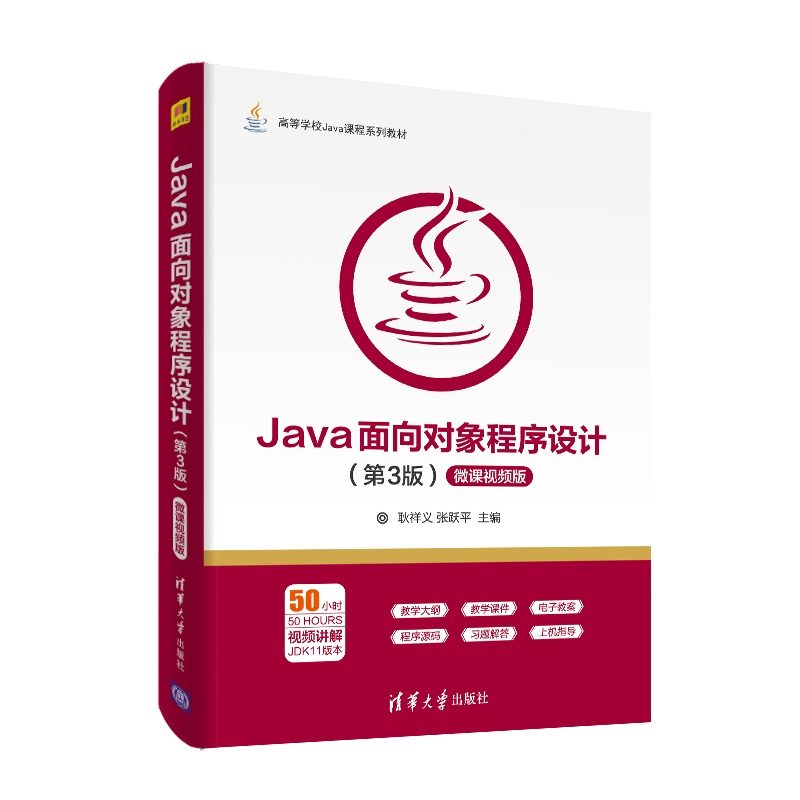 高等学校Java课程系列教材
Java面向对象程序设计
（第3版）微课视频版
◎ 耿祥义 张跃平 主编
50小时
50 HOURS
视频讲解
JDK11版本
教学大纲 教学课件 电子教案
程序源码 习题解答 上机指导
清华大学出版社
Java面向对象程序设计（第3版）微课视频版
清华大学出版社